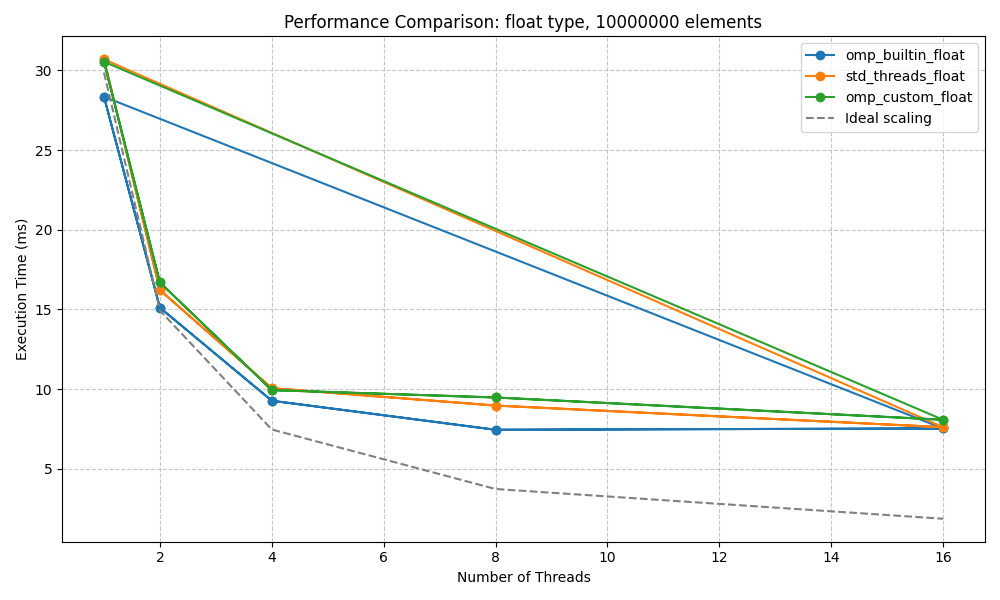 Performance Comparison: float type, 10000000 elements
omp_builtin_float
std_threads_float
omp_custom_float
Ideal scaling
Execution Time (ms)
30
25
20
15
10
5
2
4
6
8
10
12
14
16
Number of Threads